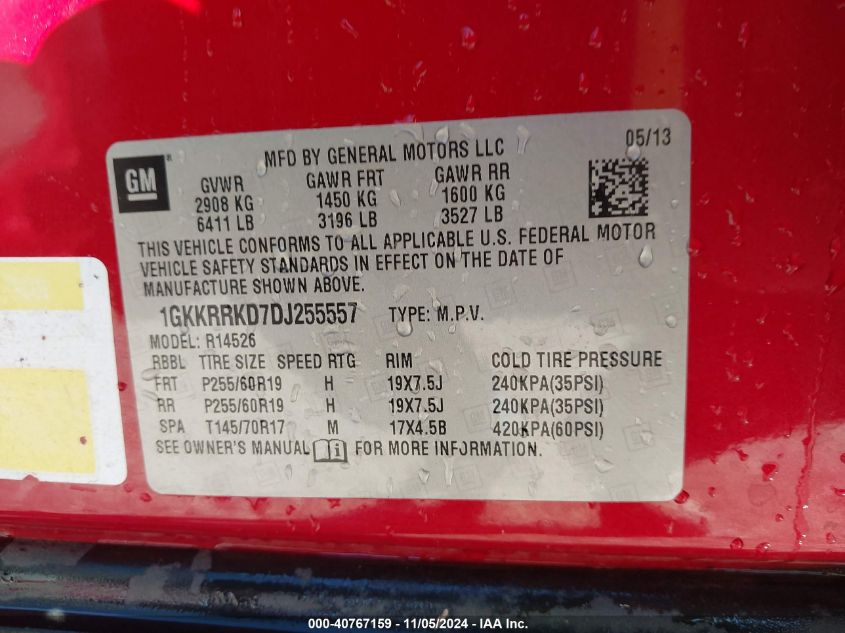 GM
MFD BY GENERAL MOTORS LLC
05/13
GVWR GAWR FRT GAWR RR
2908 KG 1450 KG 1600 KG
6411 LB 3196 LB 3527 LB
THIS VEHICLE CONFORMS TO ALL APPLICABLE U.S. FEDERAL MOTOR
VEHICLE SAFETY STANDARDS IN EFFECT ON THE DATE OF
MANUFACTURE SHOWN ABOVE.
1GKKRRKD7DJ255557 TYPE: M.P.V.
MODEL: R14526
RBBL TIRE SIZE SPEED RTG RIM COLD TIRE PRESSURE
FRT P255/60R19 H 19X7.5J 240KPA(35PSI)
RR P255/60R19 H 19X7.5J 240KPA(35PSI)
SPA T145/70R17 M 17X4.5B 420KPA(60PSI)
SEE OWNER'S MANUAL FOR MORE INFORMATION.
000-40767159 - 11/05/2024 - IAA Inc.